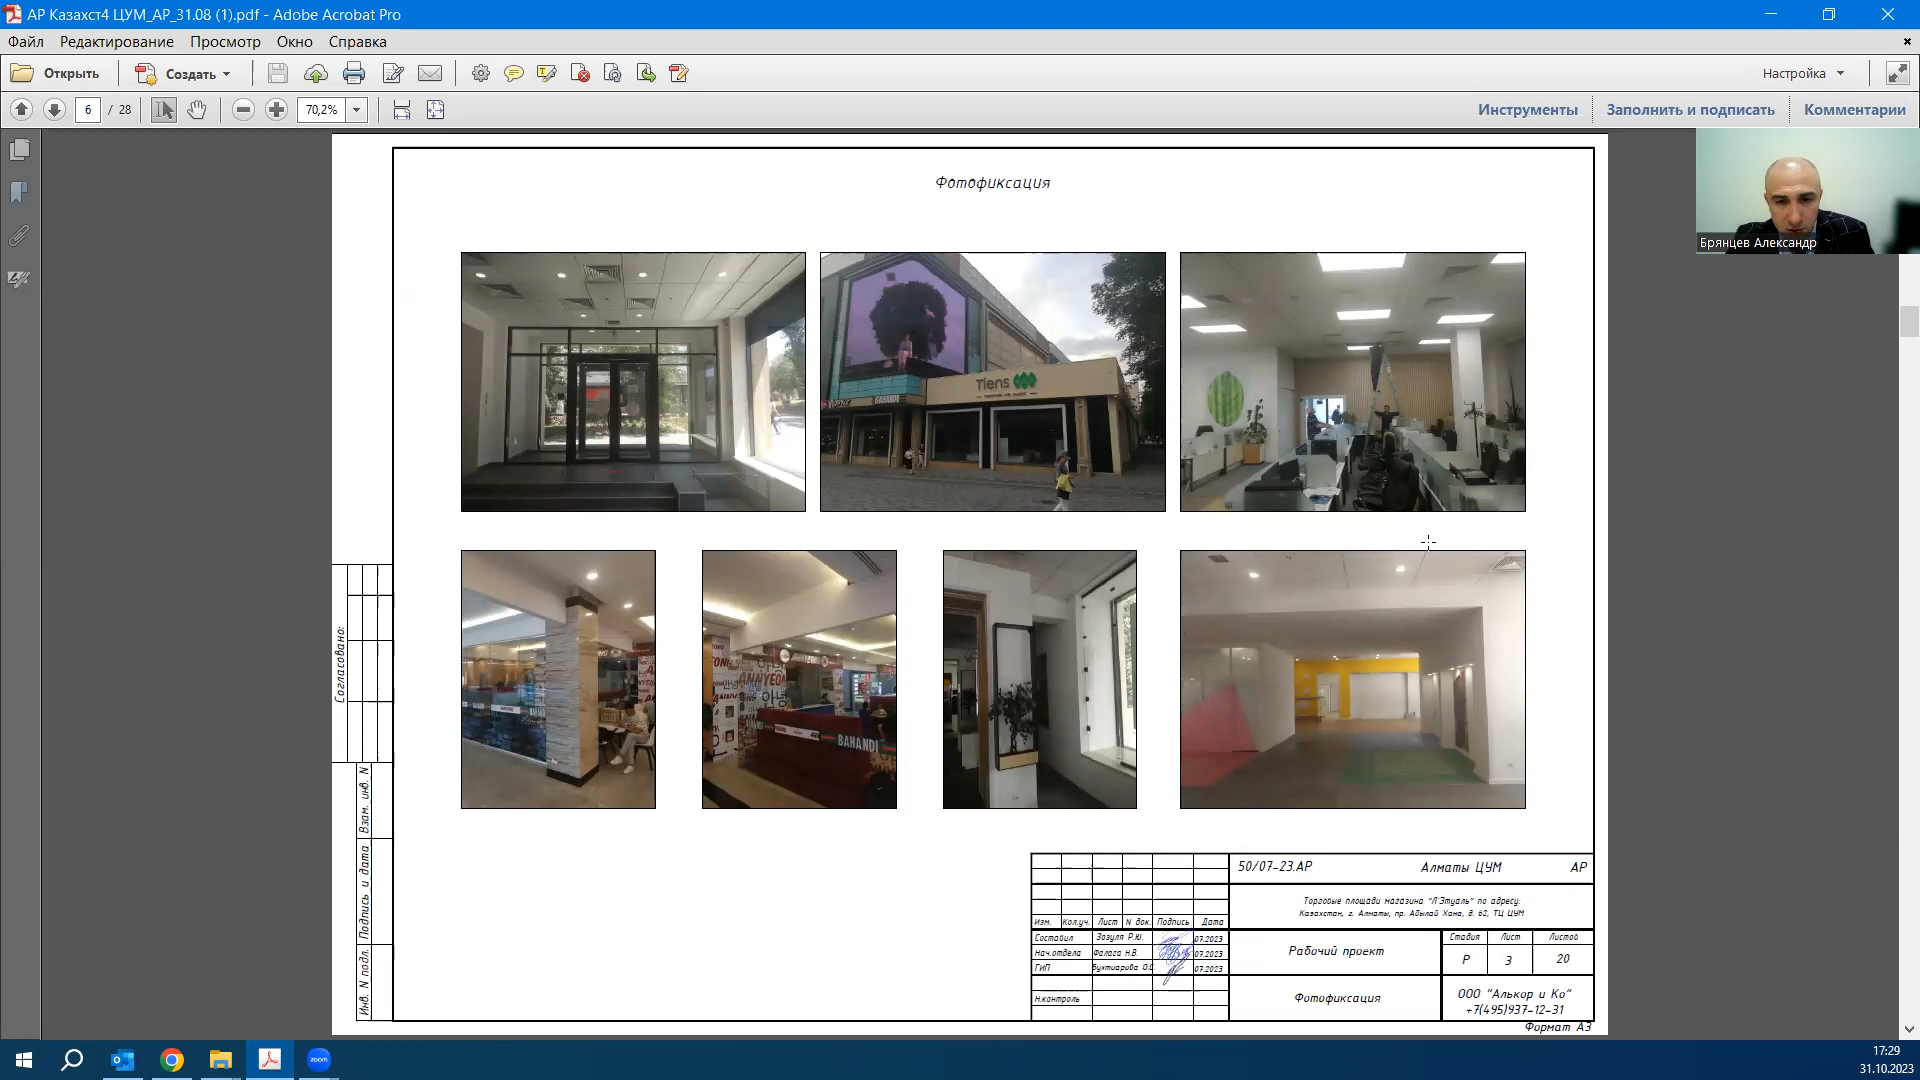 АР Казахст4 ЦУМ_АР_31.08 (1).pdf - Adobe Acrobat Pro
Файл Редактирование Просмотр Окно Справка
Открыть Создать Настройка
6 / 28 70,2% Инструменты Заполнить и подписать Комментарии
Брянцев Александр
Фотофиксация
Tiens
BAHANDI
ANNYEONG
BAHANDI
Согласовано:
Взам. инв. N
Подпись и дата
Инв. N подл.
50/07-23.АР Алматы ЦУМ АР
Торговые площади магазина "Л'Этуаль" по адресу:
Казахстан, г. Алматы, пр. Абылай Хана, д. 62, ТЦ ЦУМ
Изм. Кол.уч. Лист N док. Подпись Дата
Составил Зозуля Р.Ю. 07.2023
Нач.отдела Фалага Н.В. 07.2023
ГИП Бухтиарова О.С. 07.2023
Н.контроль
Рабочий проект
Стадия Лист Листов
Р 3 20
Фотофиксация
ООО "Алькор и Ко"
+7(495)937-12-31
Формат А3
zoom
17:29
31.10.2023